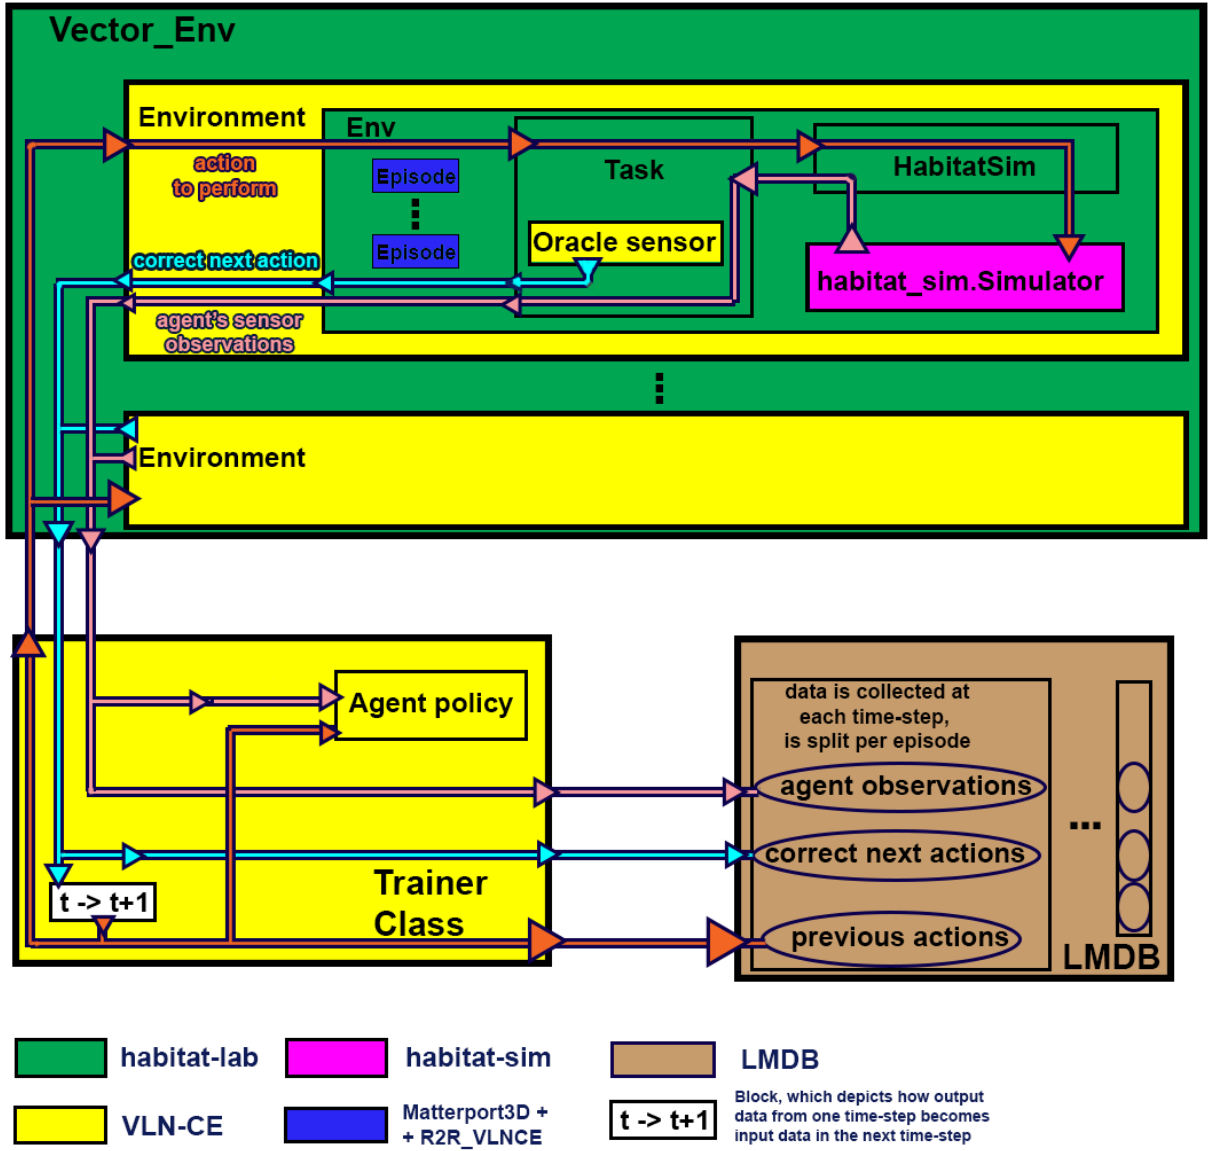 Vector_Env
Environment
action
to perform
Env
Episode
Episode
Task
HabitatSim
Oracle sensor
habitat_sim.Simulator
correct next action
agent's sensor
observations
Environment
Agent policy
t -> t+1
Trainer
Class
data is collected at
each time-step,
is split per episode
agent observations
correct next actions
previous actions
...
LMDB
habitat-lab
habitat-sim
LMDB
VLN-CE
Matterport3D +
+ R2R_VLNCE
t -> t+1
Block, which depicts how output
data from one time-step becomes
input data in the next time-step